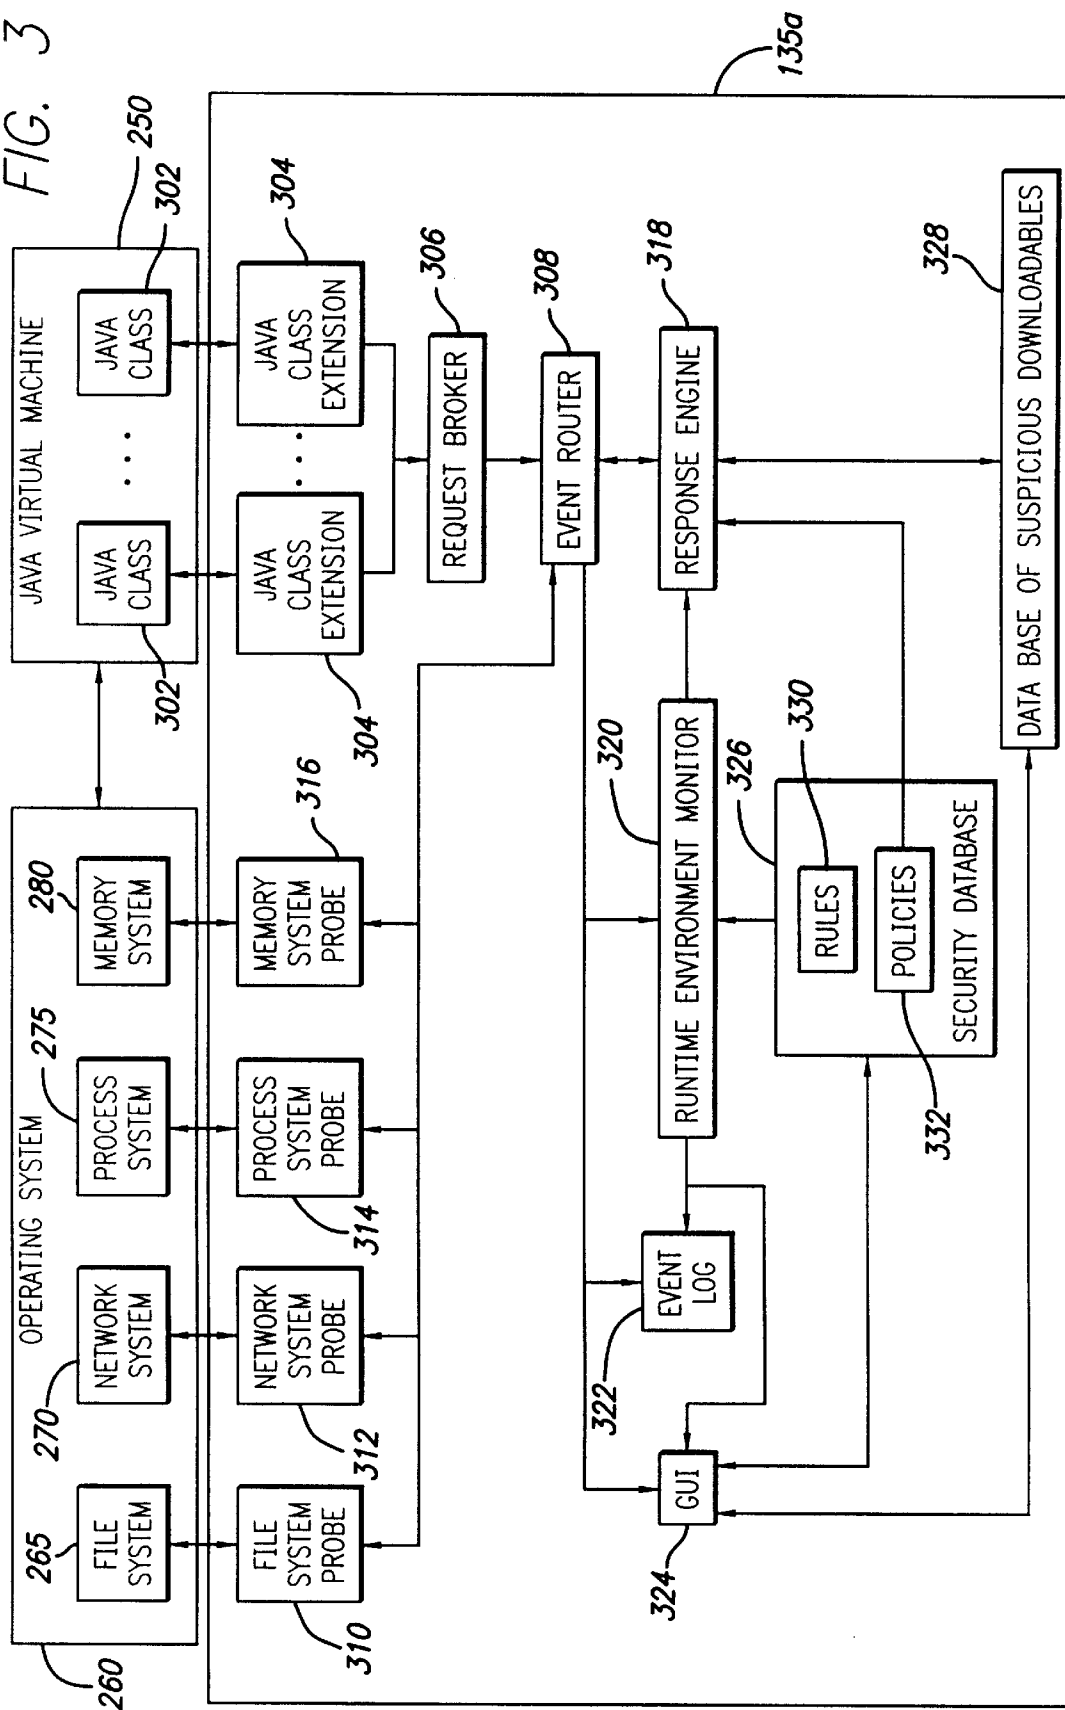 FIG. 3
OPERATING SYSTEM
JAVA VIRTUAL MACHINE
250
260
265
FILE
SYSTEM
270
NETWORK
SYSTEM
275
PROCESS
SYSTEM
280
MEMORY
SYSTEM
302
JAVA
CLASS
. . .
JAVA
CLASS
302
FILE
SYSTEM
PROBE
310
NETWORK
SYSTEM
PROBE
312
PROCESS
SYSTEM
PROBE
314
MEMORY
SYSTEM
PROBE
316
JAVA
CLASS
EXTENSION
304
. . .
JAVA
CLASS
EXTENSION
304
REQUEST BROKER
306
EVENT ROUTER
308
GUI
324
EVENT
LOG
322
RUNTIME ENVIRONMENT MONITOR
320
RESPONSE ENGINE
318
RULES
330
POLICIES
332
SECURITY DATABASE
326
DATA BASE OF SUSPICIOUS DOWNLOADABLES
328
135a